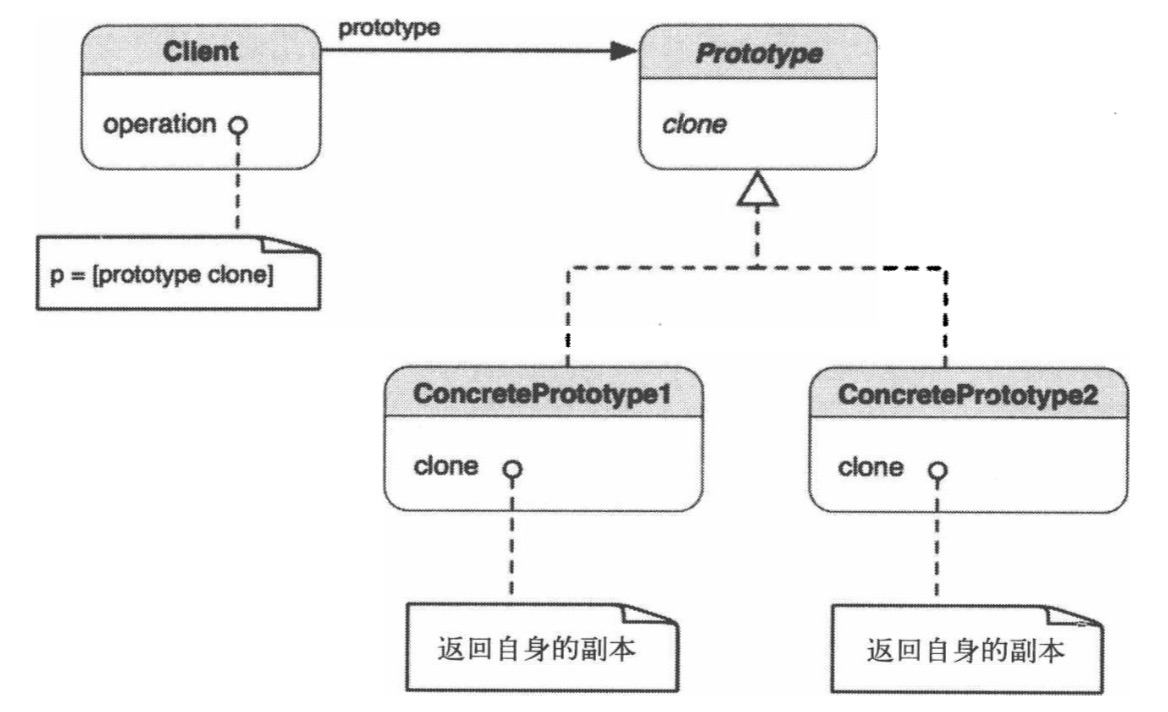 prototype
Client
Prototype
operation
clone
p = [prototype clone]
ConcretePrototype1
ConcretePrototype2
clone
clone
返回自身的副本
返回自身的副本